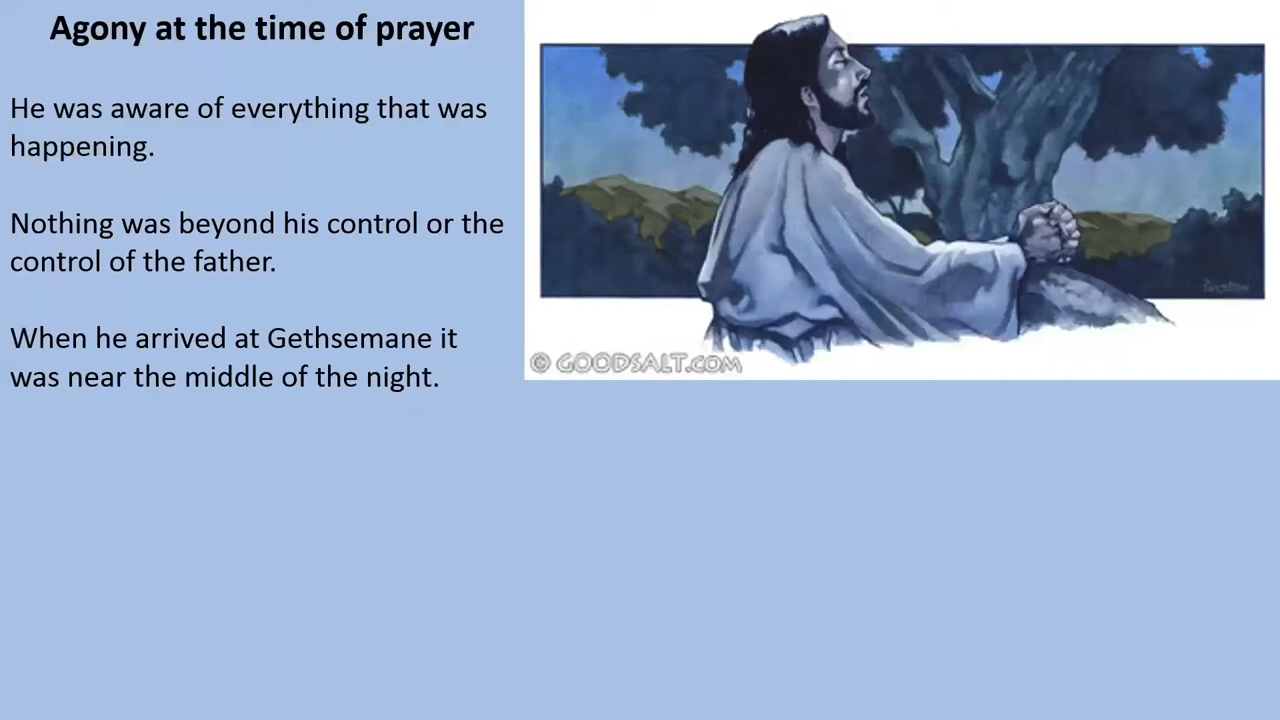 Agony at the time of prayer
He was aware of everything that was
happening.
Nothing was beyond his control or the
control of the father.
When he arrived at Gethsemane it
was near the middle of the night.
© GOODSALT.COM